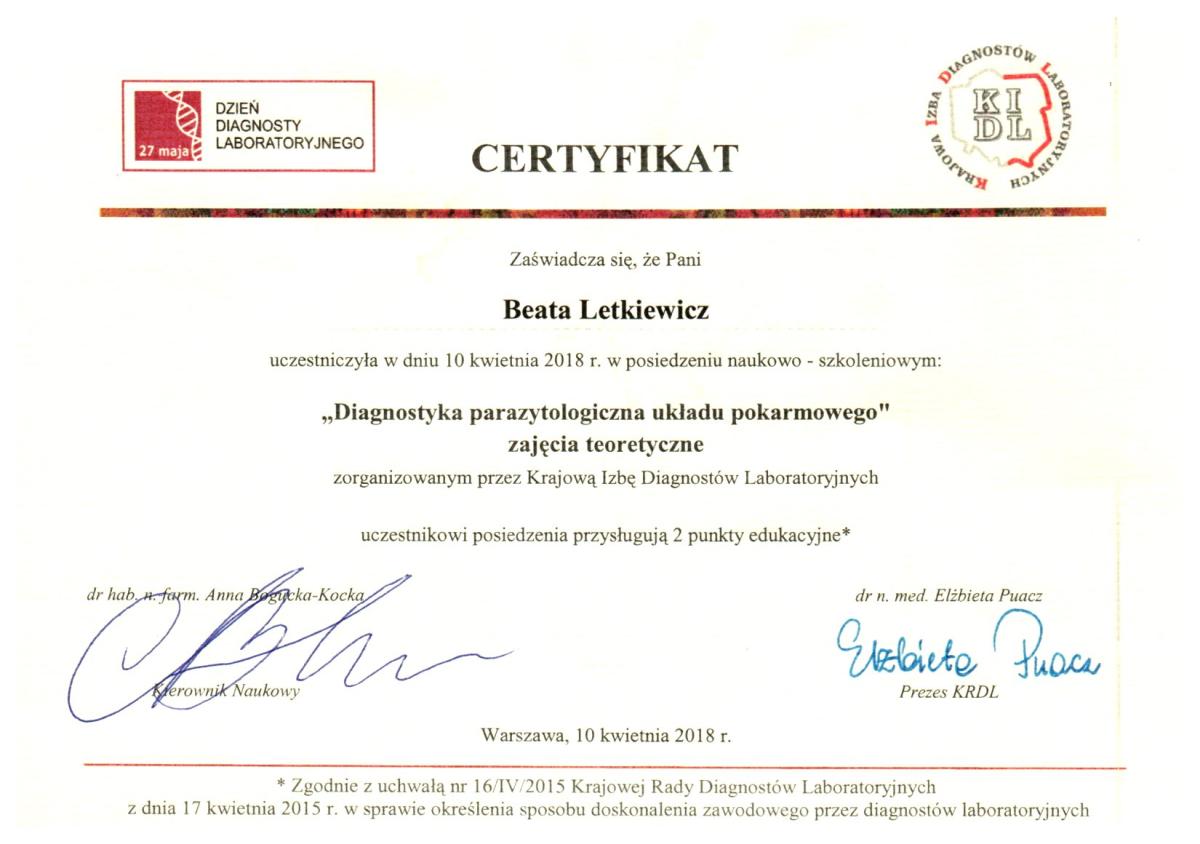 27 maja
DZIEŃ
DIAGNOSTY
LABORATORYJNEGO
KRAJOWA IZBA DIAGNOSTÓW LABORATORYJNYCH
KI
DL
CERTYFIKAT
Zaświadcza się, że Pani
Beata Letkiewicz
uczestniczyła w dniu 10 kwietnia 2018 r. w posiedzeniu naukowo - szkoleniowym:
„Diagnostyka parazytologiczna układu pokarmowego"
zajęcia teoretyczne
zorganizowanym przez Krajową Izbę Diagnostów Laboratoryjnych
uczestnikowi posiedzenia przysługują 2 punkty edukacyjne*
dr hab. n. farm. Anna Bogucka-Kocka
Kierownik Naukowy
dr n. med. Elżbieta Puacz
Elżbieta Puacz
Prezes KRDL
Warszawa, 10 kwietnia 2018 r.
* Zgodnie z uchwałą nr 16/IV/2015 Krajowej Rady Diagnostów Laboratoryjnych
z dnia 17 kwietnia 2015 r. w sprawie określenia sposobu doskonalenia zawodowego przez diagnostów laboratoryjnych